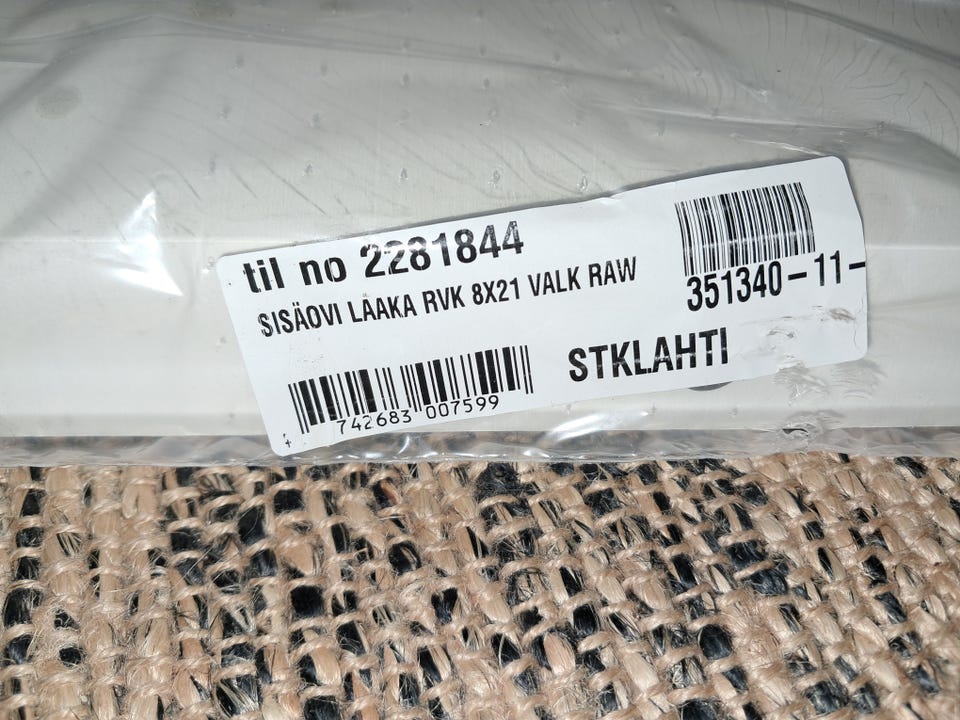 til no 2281844
SISÄOVI LAAKA RVK 8X21 VALK RAW
351340-11-
STKLAHTI
742683 007599